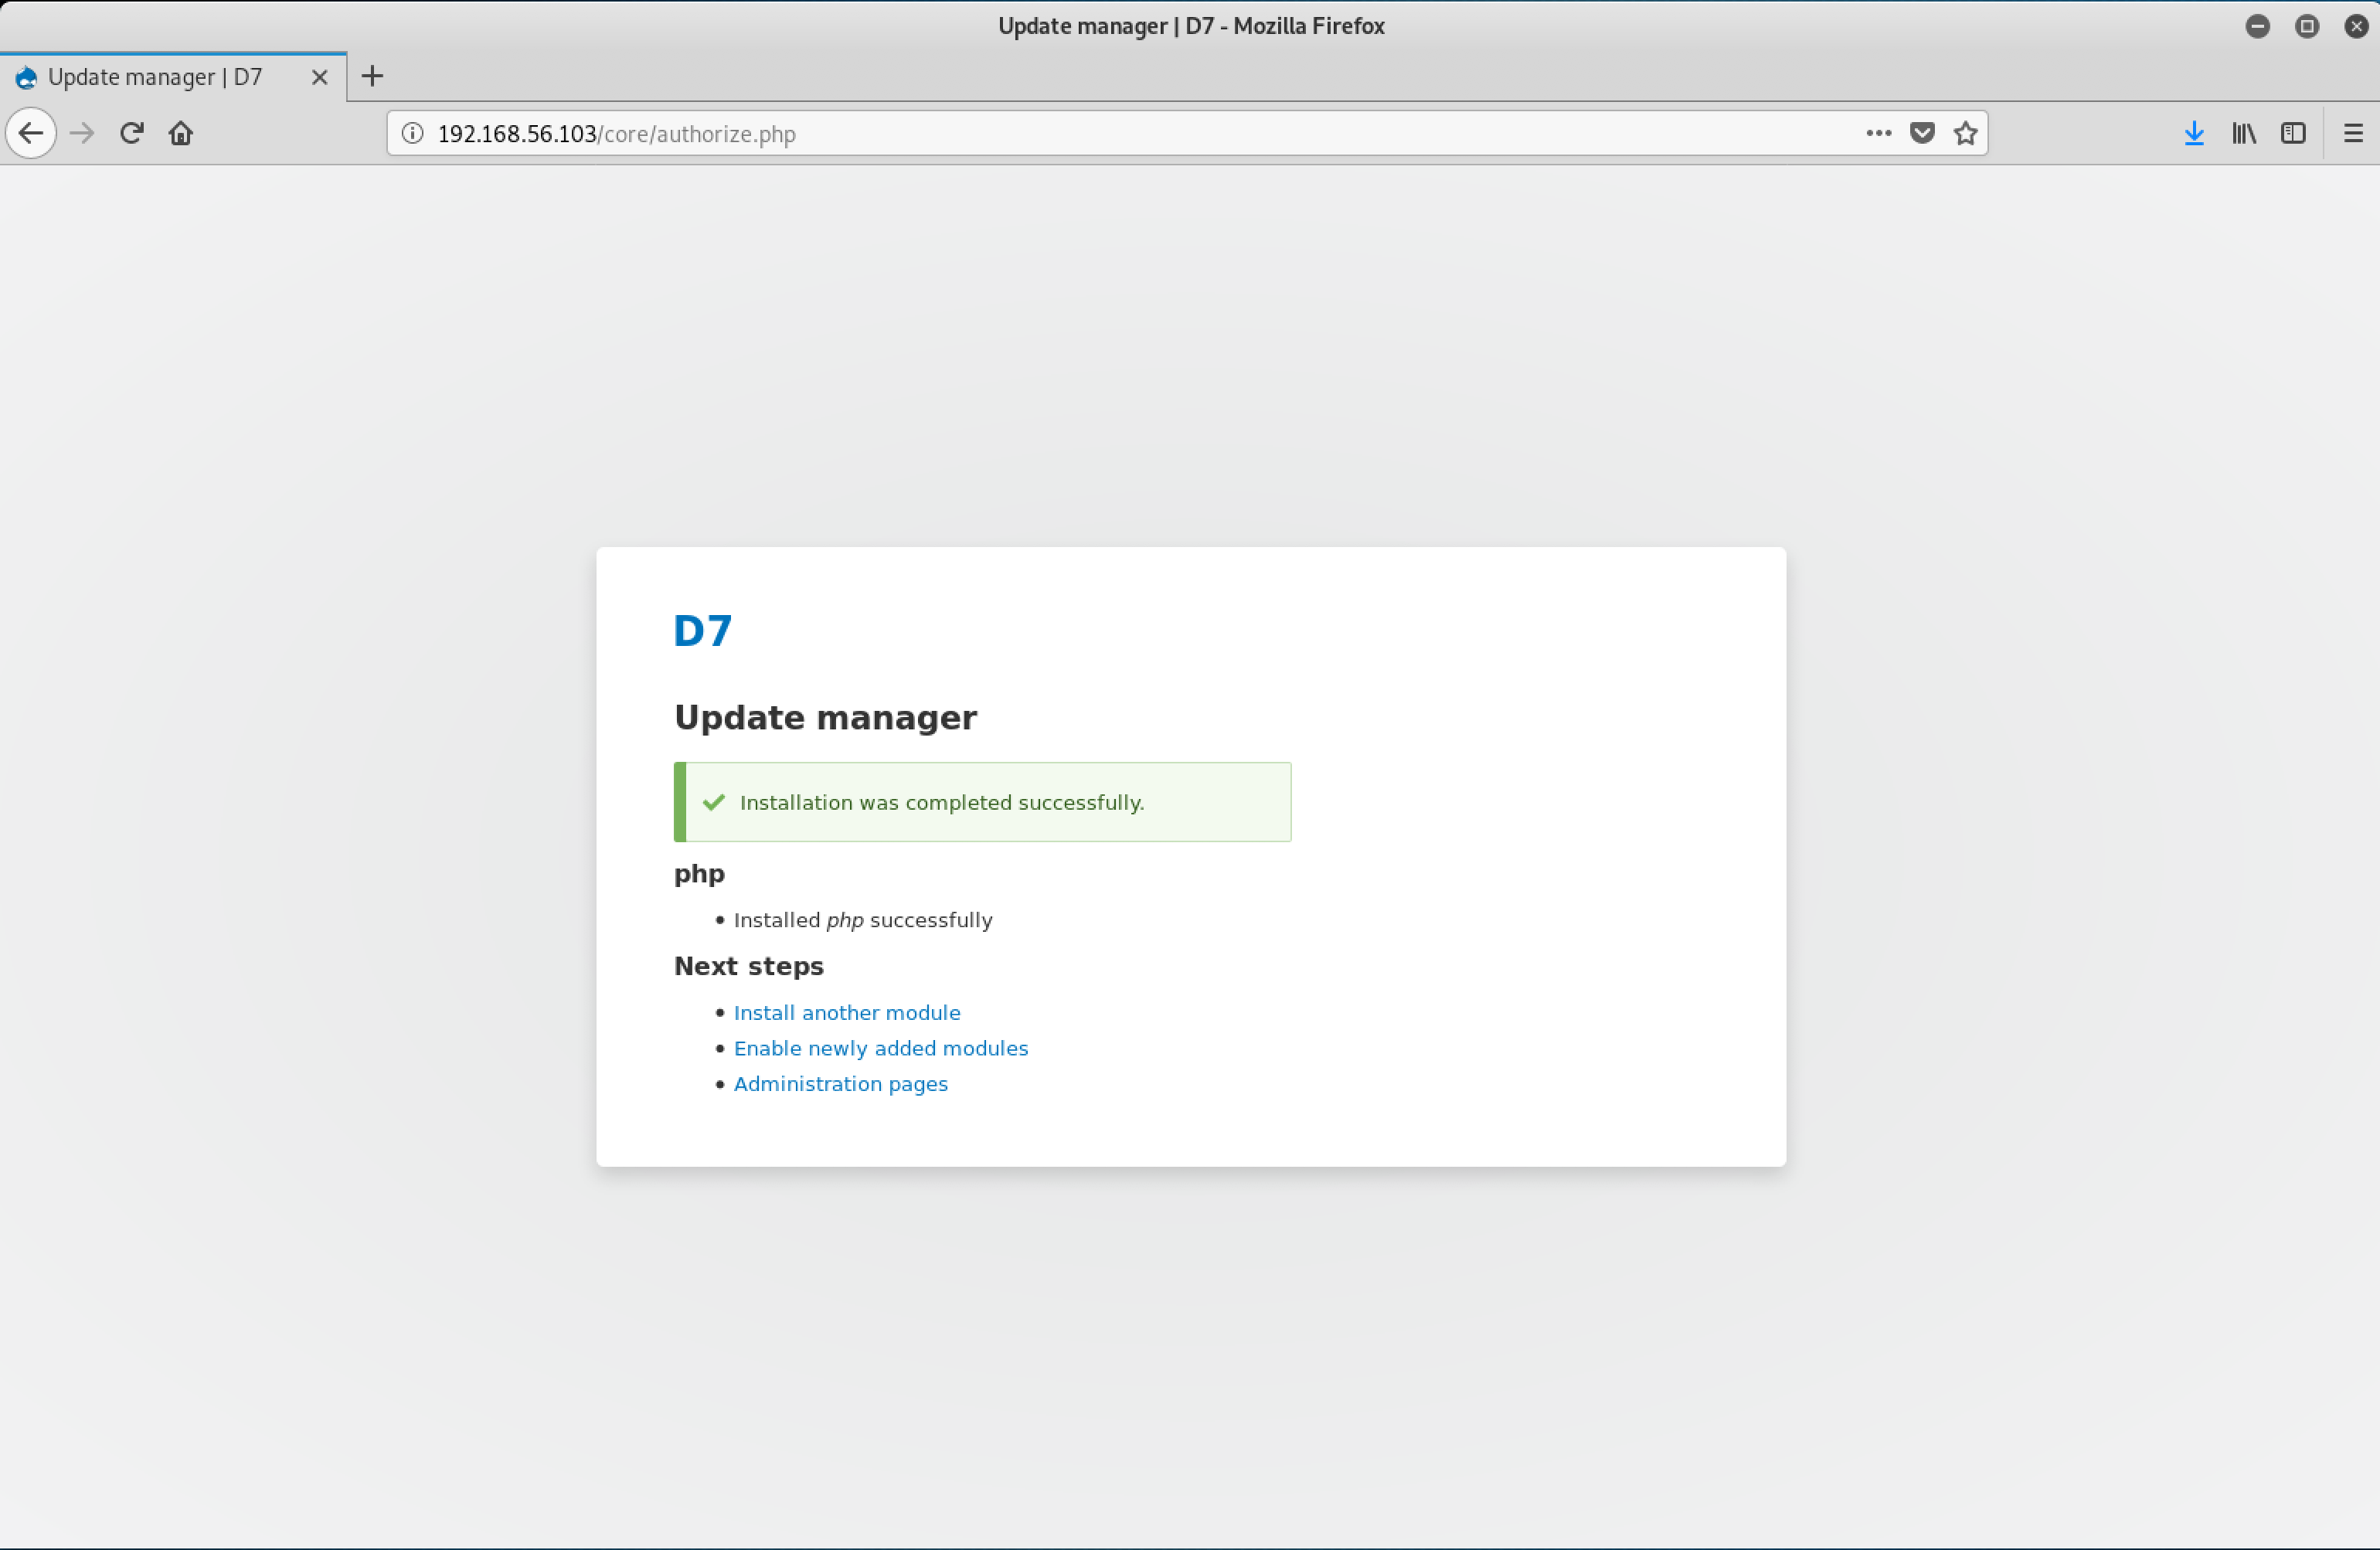 Update manager | D7 - Mozilla Firefox
Update manager | D7
192.168.56.103/core/authorize.php
D7
Update manager
Installation was completed successfully.
php
Installed php successfully
Next steps
Install another module
Enable newly added modules
Administration pages